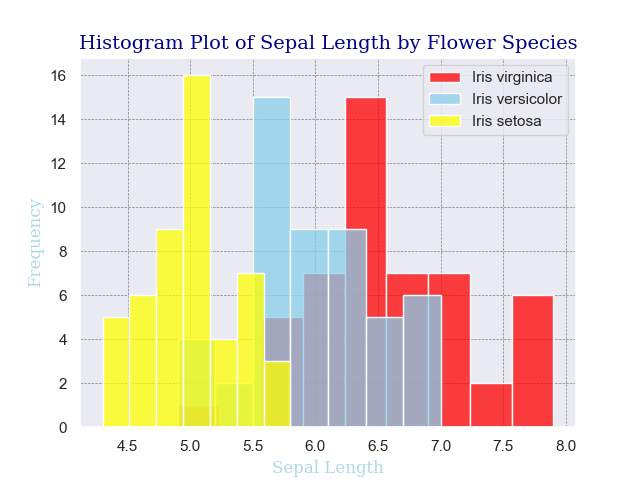 Histogram Plot of Sepal Length by Flower Species
Iris virginica
Iris versicolor
Iris setosa
Frequency
16
14
12
10
8
6
4
2
0
4.5 5.0 5.5 6.0 6.5 7.0 7.5 8.0
Sepal Length